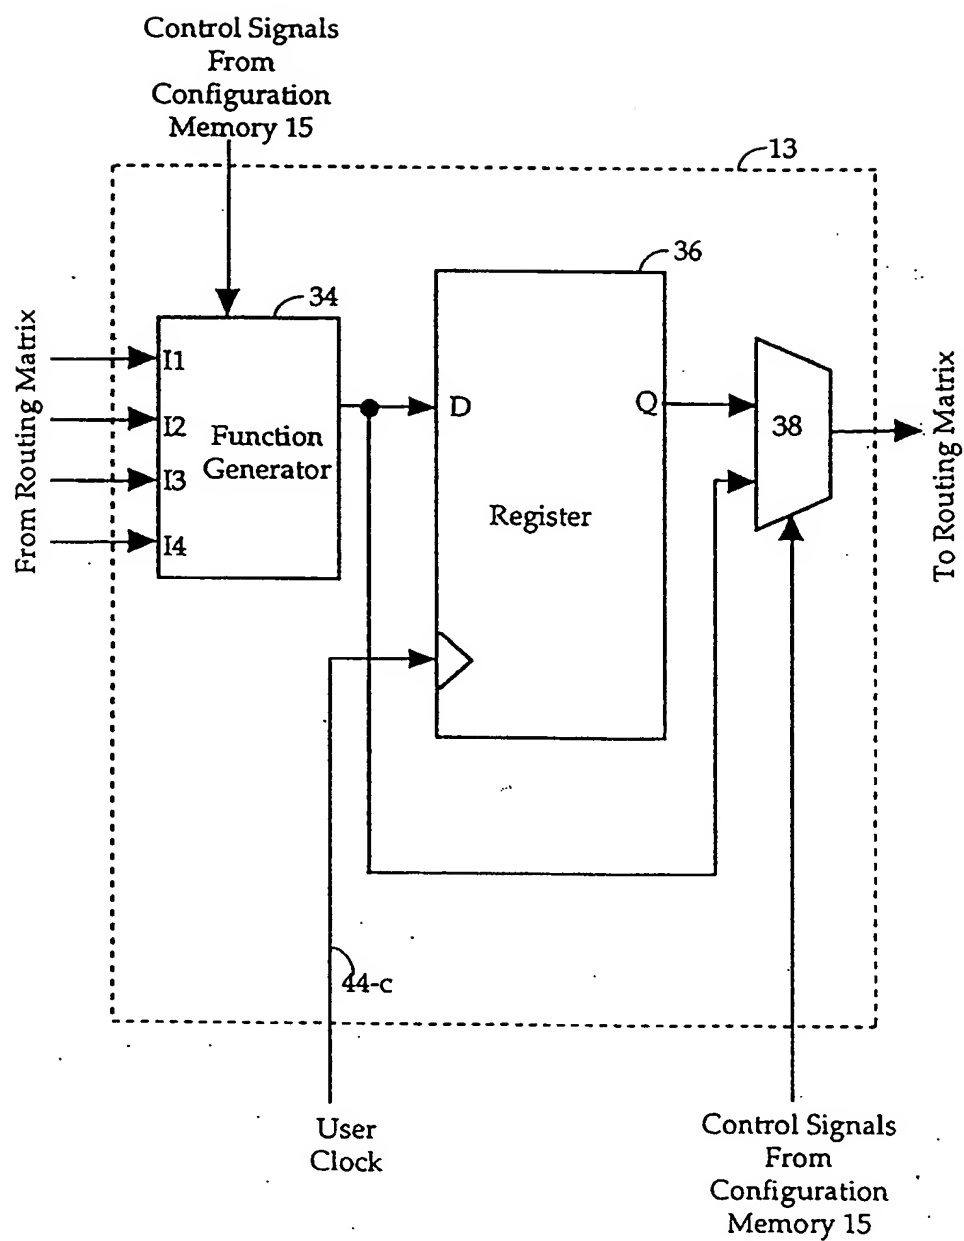 Control Signals
From
Configuration
Memory 15
13
36
34
From Routing Matrix
I1
I2
I3
I4
Function
Generator
D
Q
38
Register
To Routing Matrix
44-c
User
Clock
Control Signals
From
Configuration
Memory 15